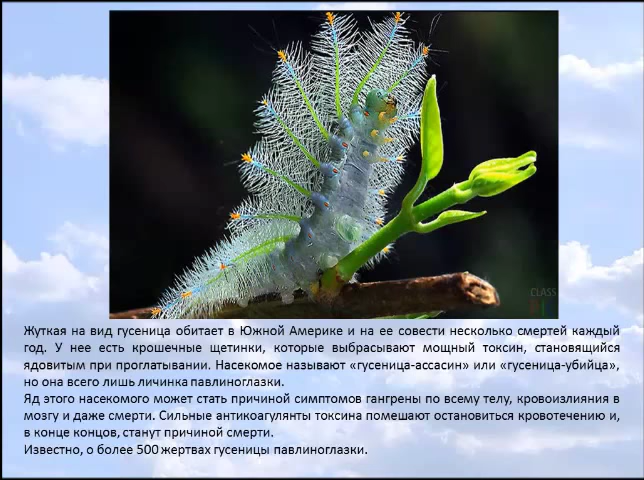 CLASS
Жуткая на вид гусеница обитает в Южной Америке и на ее совести несколько смертей каждый
год. У нее есть крошечные щетинки, которые выбрасывают мощный токсин, становящийся
ядовитым при проглатывании. Насекомое называют «гусеница-ассасин» или «гусеница-убийца»,
но она всего лишь личинка павлиноглазки.
Яд этого насекомого может стать причиной симптомов гангрены по всему телу, кровоизлияния в
мозгу и даже смерти. Сильные антикоагулянты токсина помешают остановиться кровотечению и,
в конце концов, станут причиной смерти.
Известно, о более 500 жертвах гусеницы павлиноглазки.